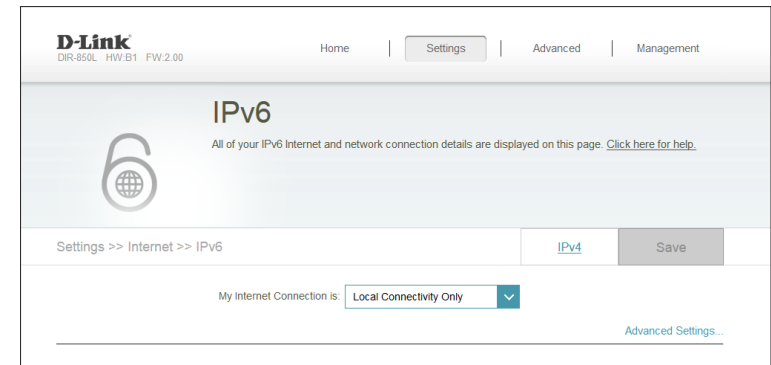 D-Link
DIR-850L HW:B1 FW:2.00
Home
Settings
Advanced
Management
IPv6
All of your IPv6 Internet and network connection details are displayed on this page. Click here for help.
Settings >> Internet >> IPv6
IPv4
Save
My Internet Connection is: Local Connectivity Only
Advanced Settings...